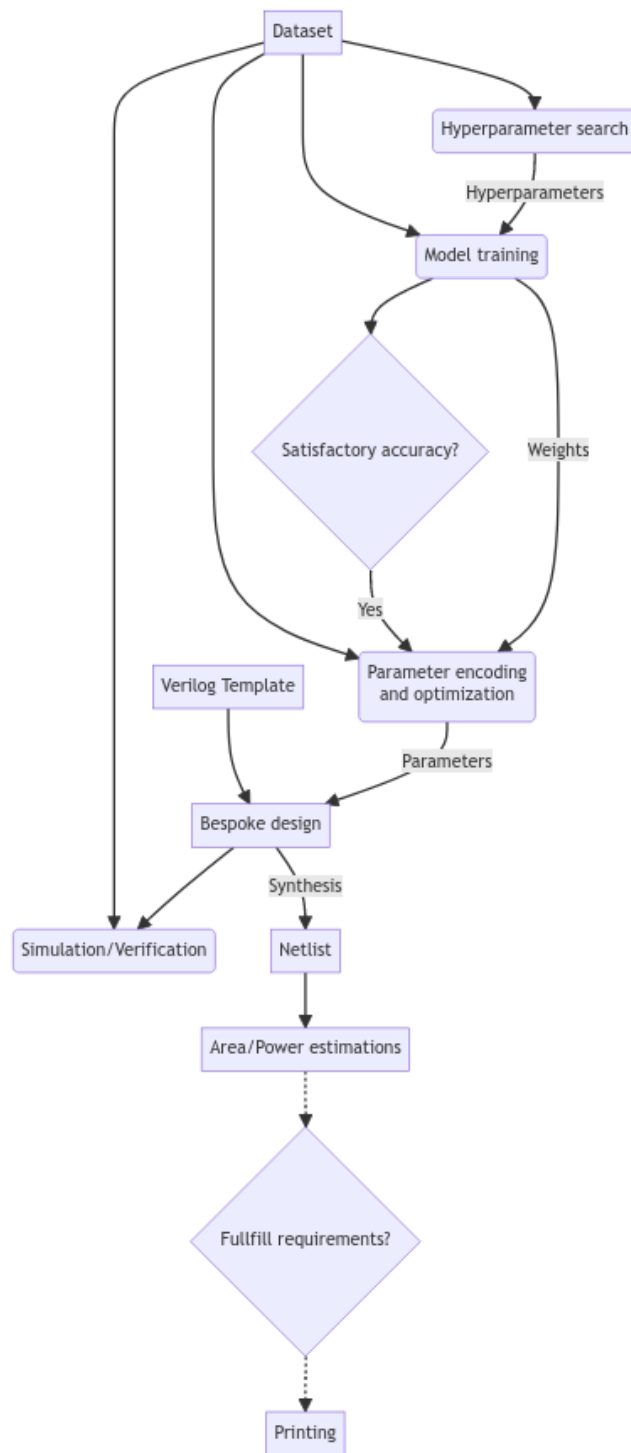 Dataset
Hyperparameter search
Hyperparameters
Model training
Satisfactory accuracy?
Weights
Yes
Parameter encoding
and optimization
Verilog Template
Parameters
Bespoke design
Synthesis
Simulation/Verification
Netlist
Area/Power estimations
Fullfill requirements?
Printing